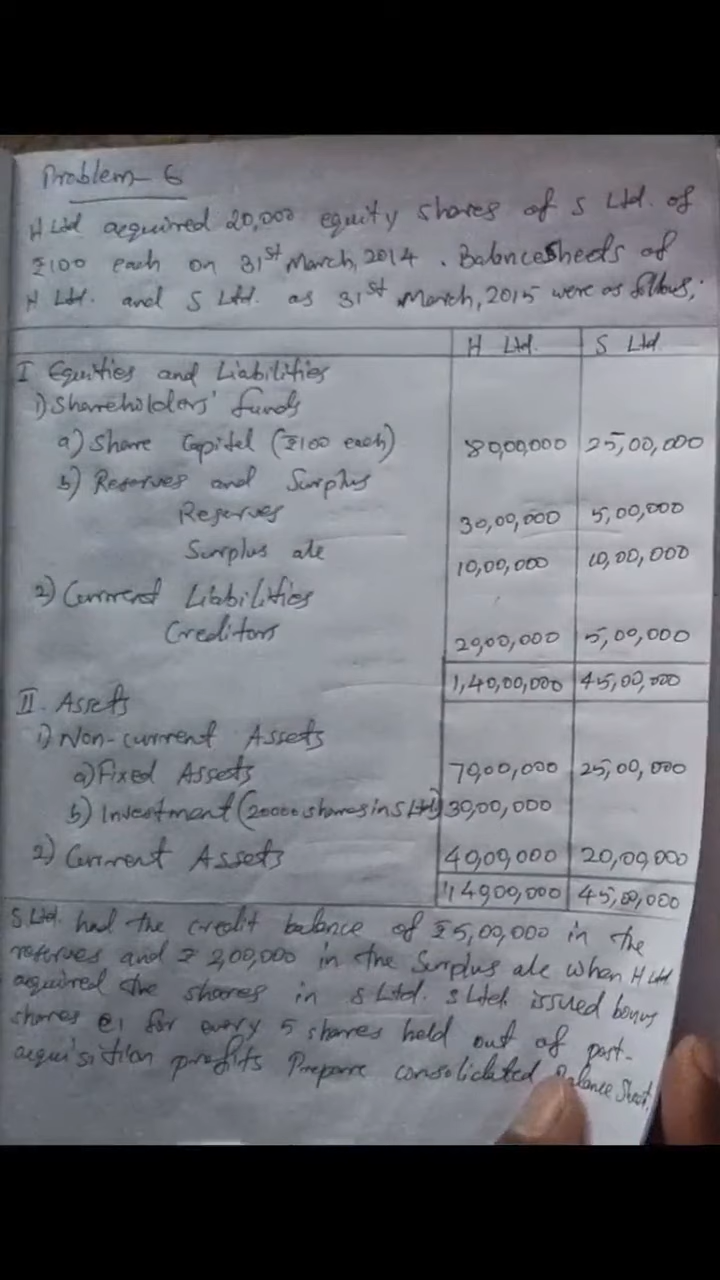 Problem-6
H Ltd acquired 20,000 equity shares of S Ltd. of
₹100 each on 31st March, 2014. Balancesheets of
H Ltd. and S Ltd. as 31st March, 2015 were as follows;
H Ltd. S Ltd
I Equities and Liabilities
1) Shareholders' funds
a) Share Capital (₹100 each) 80,00,000 25,00,000
b) Reserves and Surplus
Reserves 30,00,000 5,00,000
Surplus a/c 10,00,000 10,00,000
2) Current Liabilities
Creditors 20,00,000 5,00,000
1,40,00,000 45,00,000
II. Assets
1) Non-current Assets
a) Fixed Assets 70,00,000 25,00,000
b) Investment (20000 shares in S Ltd) 30,00,000
2) Current Assets 40,00,000 20,00,000
1,40,00,000 45,00,000
S Ltd. had the credit balance of ₹5,00,000 in the
reserves and ₹ 2,00,000 in the Surplus a/c when H Ltd
acquired the shares in S Ltd. S Ltd. issued bonus
shares @1 for every 5 shares held out of post-
acquisition profits Prepare consolidated Balance Sheet.